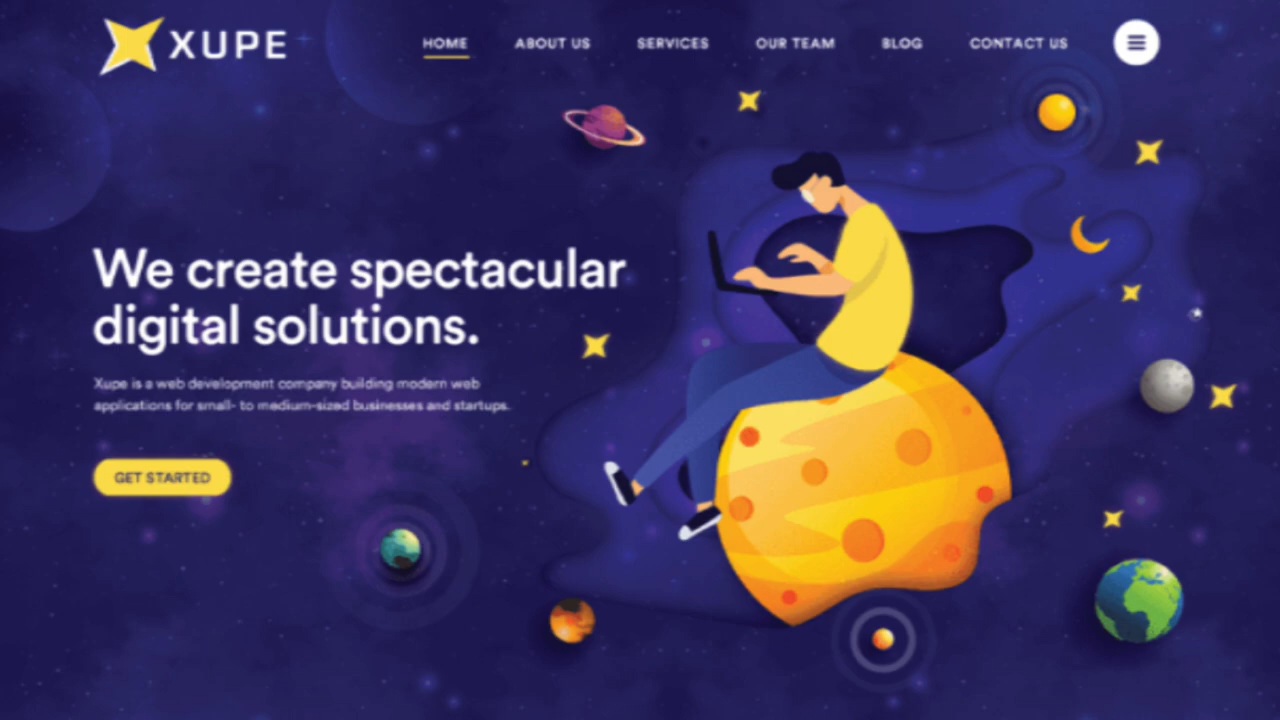 XUPE
HOME ABOUT US SERVICES OUR TEAM BLOG CONTACT US
We create spectacular
digital solutions.
Xupe is a web development company building modern web
applications for small- to medium-sized businesses and startups.
GET STARTED